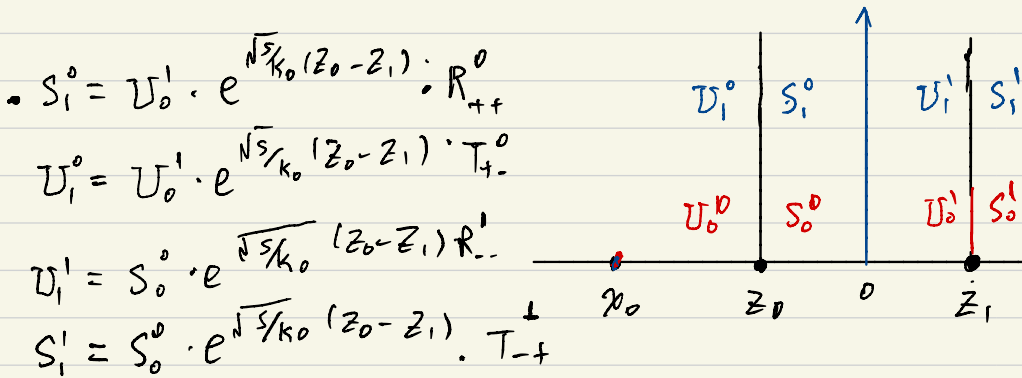 . S₁⁰ = U₀¹ · e^{√s/k₀ (z₀ - z₁)} · R⁰₊₊
U₁⁰ = U₀¹ · e^{√s/k₀ (z₀ - z₁)} · T⁰₊₋
U₁¹ = S₀⁰ · e^{√(s/k₀) (z₀ - z₁)} R¹₋₋
S₁¹ = S₀⁰ · e^{√(s/k₀) (z₀ - z₁)} · T¹₋₊
U₁⁰ S₁⁰ U₁¹ S₁¹
U₀⁰ S₀⁰ U₀¹ S₀¹
x₀ z₀ 0 z₁